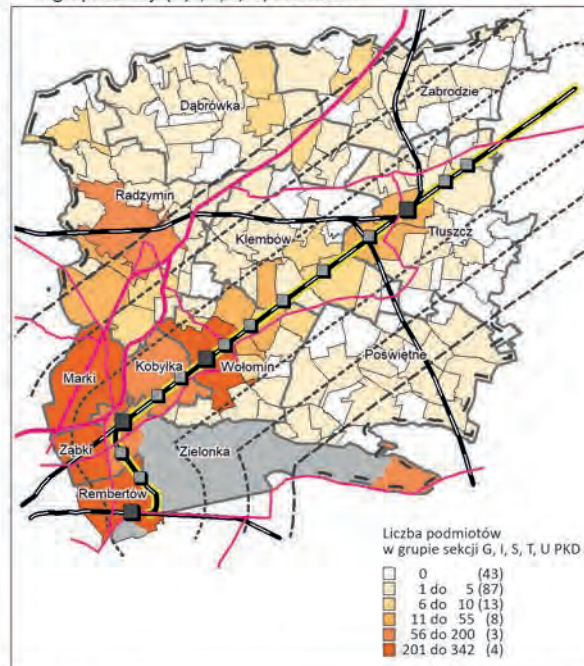 Dąbrówka
Zabrodzie
Radzymin
Klembów
Tłuszcz
Kobyłka
Wołomin
Poświętne
Marki
Ząbki
Zielonka
Rembertów
Liczba podmiotów
w grupie sekcji G, I, S, T, U PKD
0 (43)
1 do 5 (87)
6 do 10 (13)
11 do 55 (8)
56 do 200 (3)
201 do 342 (4)